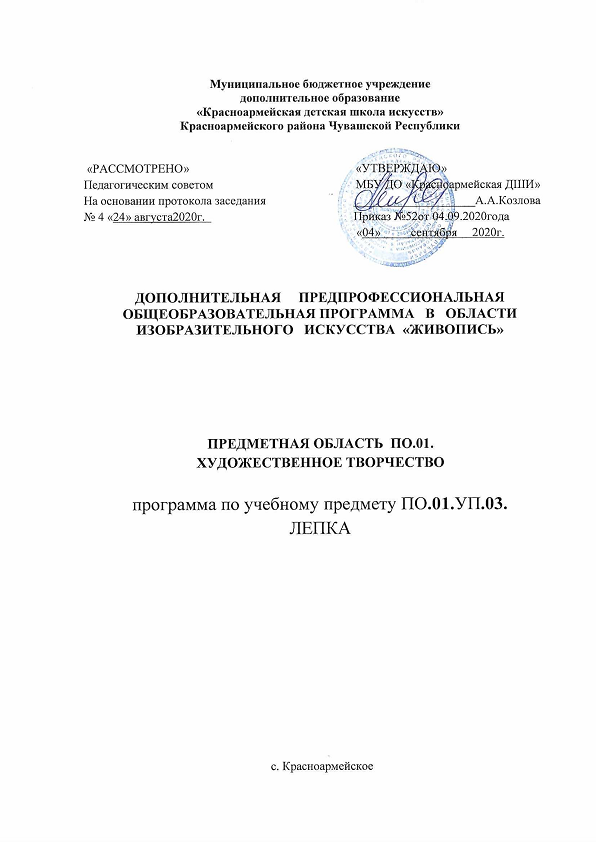 Муниципальное бюджетное учреждение
дополнительное образование
«Красноармейская детская школа искусств»
Красноармейского района Чувашской Республики
«РАССМОТРЕНО»
Педагогическим советом
На основании протокола заседания
№ 4 «24» августа2020г.
«УТВЕРЖДАЮ»
МБУ ДО «Красноармейская ДШИ»
А.А.Козлова
Приказ №52от 04.09.2020года
«04» сентября 2020г.
ДОПОЛНИТЕЛЬНАЯ ПРЕДПРОФЕССИОНАЛЬНАЯ
ОБЩЕОБРАЗОВАТЕЛЬНАЯ ПРОГРАММА В ОБЛАСТИ
ИЗОБРАЗИТЕЛЬНОГО ИСКУССТВА «ЖИВОПИСЬ»
ПРЕДМЕТНАЯ ОБЛАСТЬ ПО.01.
ХУДОЖЕСТВЕННОЕ ТВОРЧЕСТВО
программа по учебному предмету ПО.01.УП.03.
ЛЕПКА
с. Красноармейское